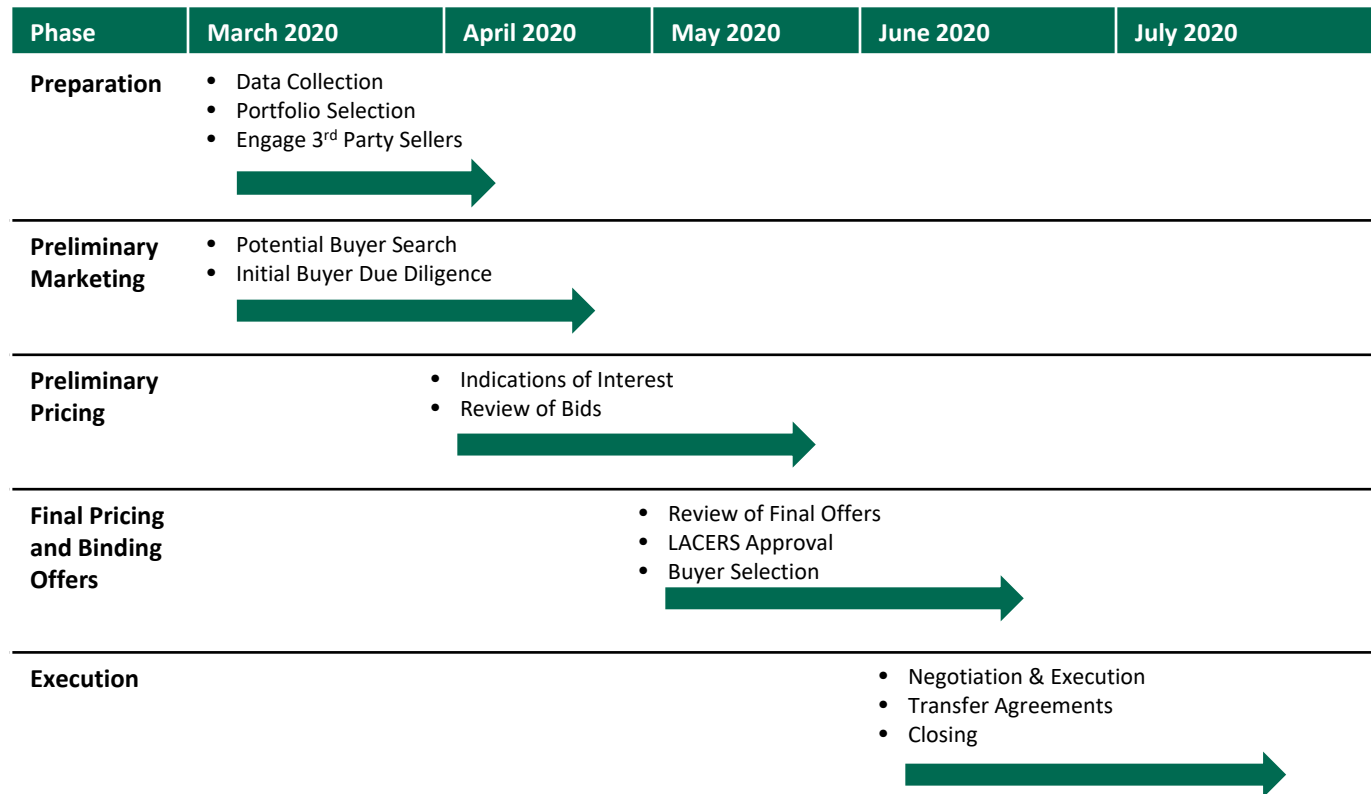 Phase March 2020 April 2020 May 2020 June 2020 July 2020
Preparation
• Data Collection
• Portfolio Selection
• Engage 3rd Party Sellers
Preliminary
Marketing
• Potential Buyer Search
• Initial Buyer Due Diligence
Preliminary
Pricing
• Indications of Interest
• Review of Bids
Final Pricing
and Binding
Offers
• Review of Final Offers
• LACERS Approval
• Buyer Selection
Execution
• Negotiation & Execution
• Transfer Agreements
• Closing